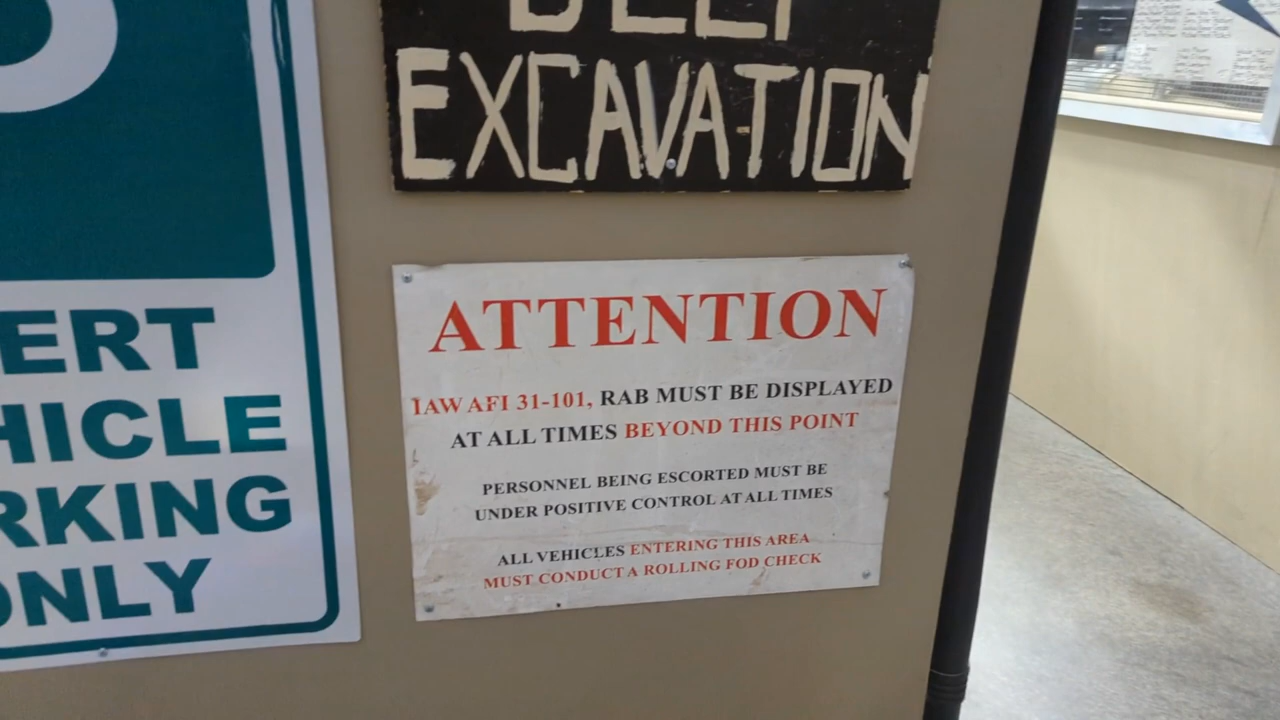 EXCAVATION
ERT
HICLE
RKING
ONLY
ATTENTION
IAW AFI 31-101, RAB MUST BE DISPLAYED
AT ALL TIMES BEYOND THIS POINT
PERSONNEL BEING ESCORTED MUST BE
UNDER POSITIVE CONTROL AT ALL TIMES
ALL VEHICLES ENTERING THIS AREA
MUST CONDUCT A ROLLING FOD CHECK